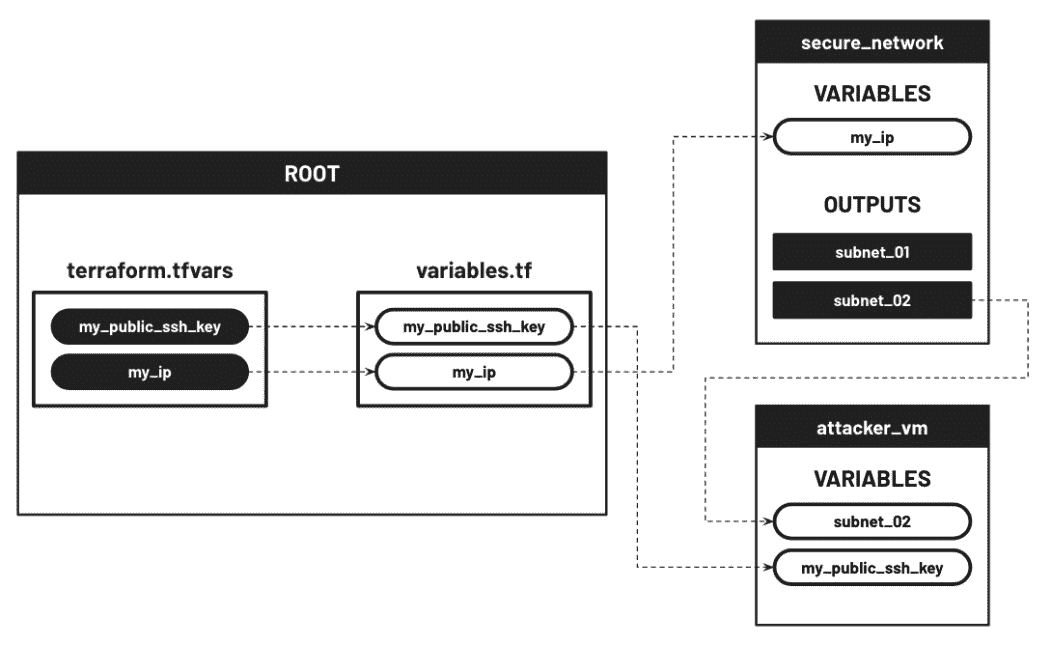 ROOT
terraform.tfvars
my_public_ssh_key
my_ip
variables.tf
my_public_ssh_key
my_ip
secure_network
VARIABLES
my_ip
OUTPUTS
subnet_01
subnet_02
attacker_vm
VARIABLES
subnet_02
my_public_ssh_key